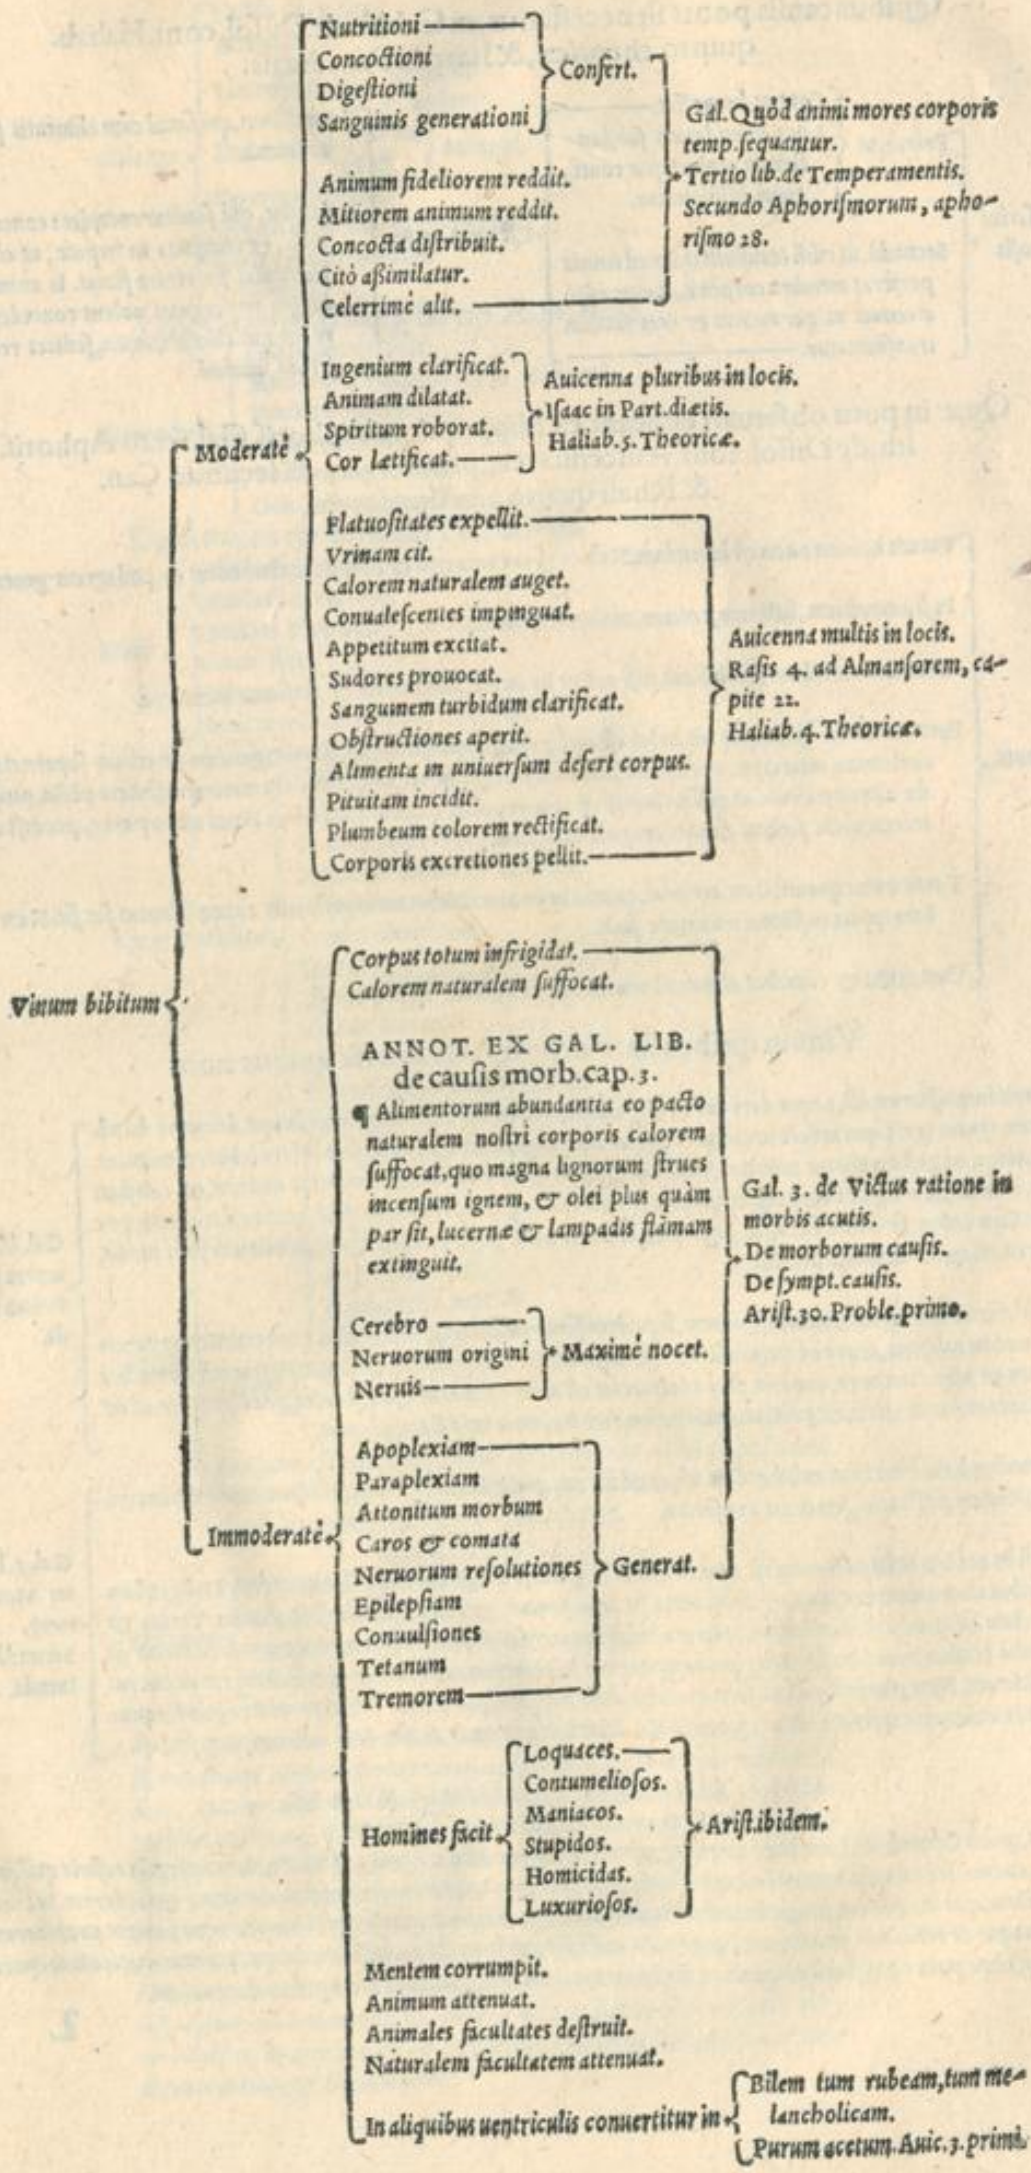 Nutritioni
Concoctioni
Digeſtioni
Sanguinis generationi
Confert.
Animum fideliorem reddit.
Mitiorem animum reddit.
Concocta diſtribuit.
Citò aßimilatur.
Celerrimè alit.
Gal. Quòd animi mores corporis
temp. ſequantur.
Tertio lib. de Temperamentis.
Secundo Aphoriſmorum, apho-
riſmo 28.
Ingenium clarificat.
Animam dilatat.
Spiritum roborat.
Cor lætificat.
Auicenna pluribus in locis.
Iſaac in Part. diætis.
Haliab. 5. Theoricæ.
Moderatè
Flatuoſitates expellit.
Vrinam cit.
Calorem naturalem auget.
Conualeſcentes impinguat.
Appetitum excitat.
Sudores prouocat.
Sanguinem turbidum clarificat.
Obſtructiones aperit.
Alimenta in uniuerſum defert corpus.
Pituitam incidit.
Plumbeum colorem rectificat.
Corporis excretiones pellit.
Auicenna multis in locis.
Raſis 4. ad Almanſorem, ca-
pite 22.
Haliab. 4. Theoricæ.
Vinum bibitum
Corpus totum infrigidat.
Calorem naturalem ſuffocat.
ANNOT. EX GAL. LIB.
de cauſis morb. cap. 3.
¶ Alimentorum abundantia eo pacto
naturalem noſtri corporis calorem
ſuffocat, quo magna lignorum ſtrues
incenſum ignem, & olei plus quàm
par ſit, lucernæ & lampadis flãmam
extinguit.
Cerebro
Neruorum origini
Neruis
Maximè nocet.
Gal. 3. de Victus ratione in
morbis acutis.
De morborum cauſis.
De ſympt. cauſis.
Ariſt. 30. Proble. primo.
Immoderatè
Apoplexiam
Paraplexiam
Attonitum morbum
Caros & comata
Neruorum reſolutiones
Epilepſiam
Conuulſiones
Tetanum
Tremorem
Generat.
Homines facit
Loquaces.
Contumelioſos.
Maniacos.
Stupidos.
Homicidas.
Luxurioſos.
Ariſt. ibidem.
Mentem corrumpit.
Animum attenuat.
Animales facultates deſtruit.
Naturalem facultatem attenuat.
In aliquibus uentriculis conuertitur in
Bilem tum rubeam, tum me-
lancholicam.
Purum acetum. Auic. 3. primi.